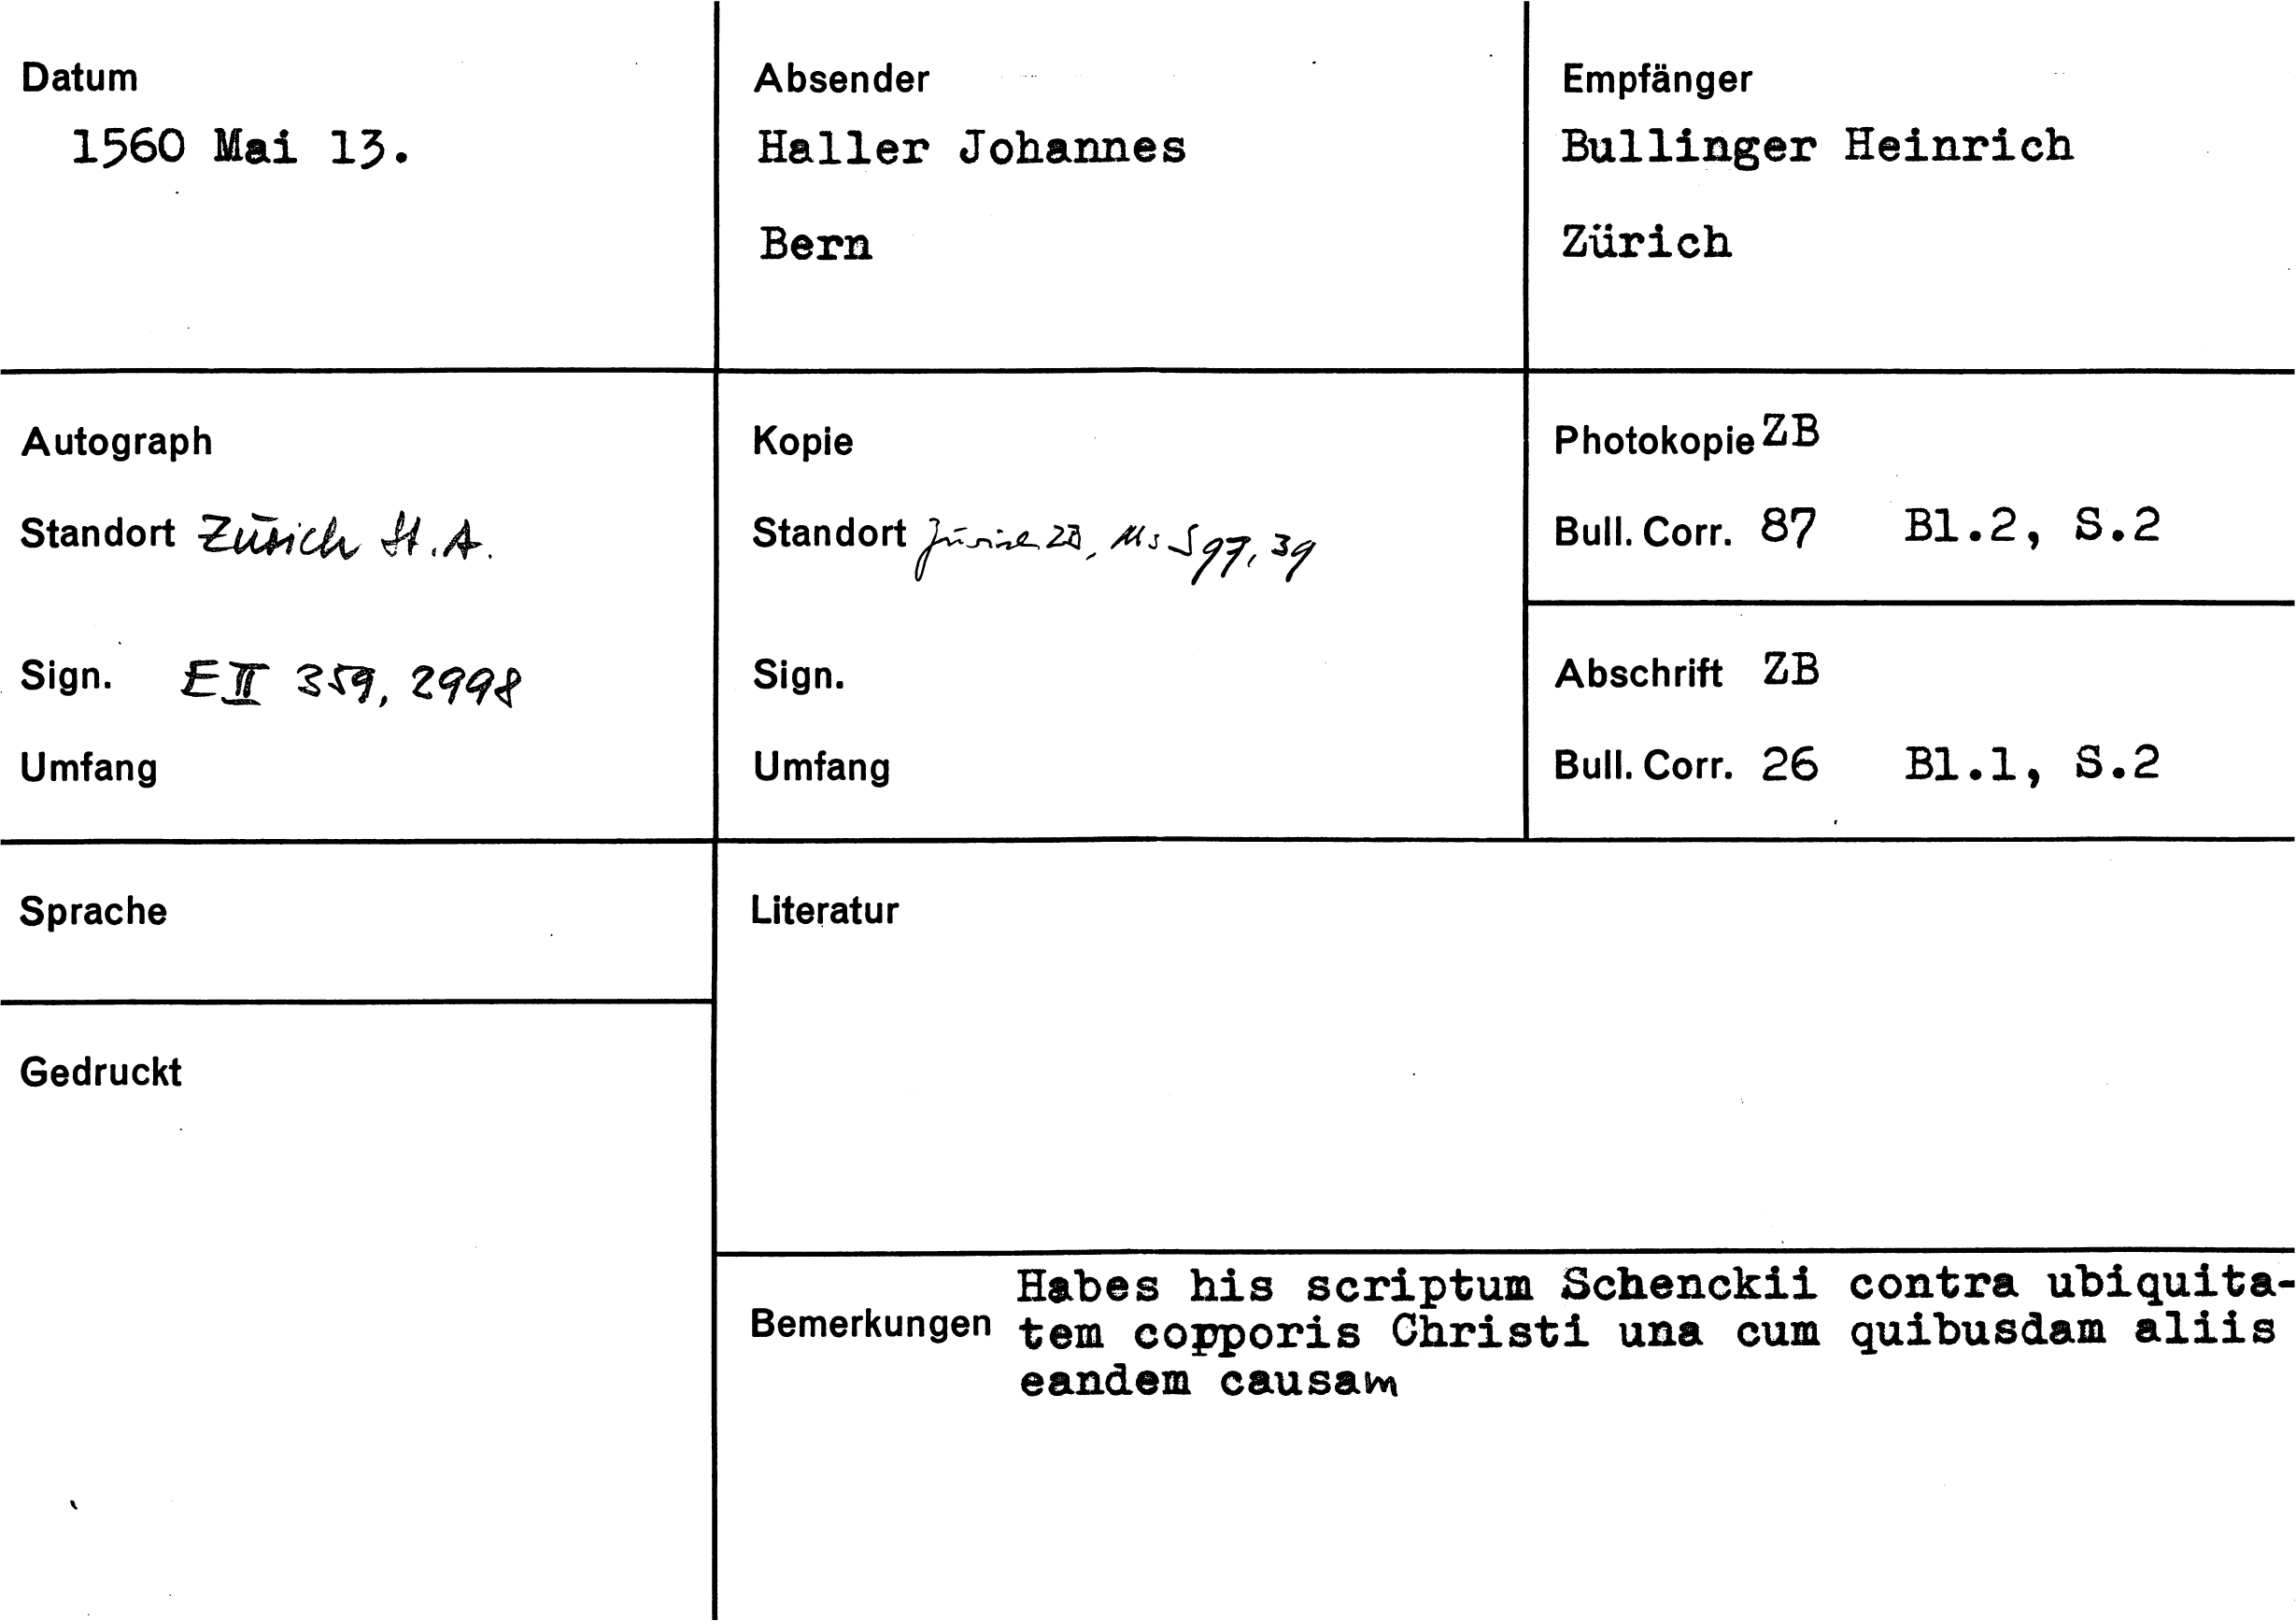 Datum
1560 Mai 13.
Absender
Haller Johannes
Bern
Empfänger
Bullinger Heinrich
Zürich
Autograph
Standort Zürich St.A.
Sign. E II 359, 2998
Umfang
Kopie
Standort Zürich ZB, Ms S 97, 39
Sign.
Umfang
Photokopie ZB
Bull. Corr. 87 Bl.2, S.2
Abschrift ZB
Bull. Corr. 26 Bl.1, S.2
Sprache
Gedruckt
Literatur
Bemerkungen
Habes his scriptum Schenckii contra ubiquita-
tem copporis Christi una cum quibusdam aliis
eandem causam